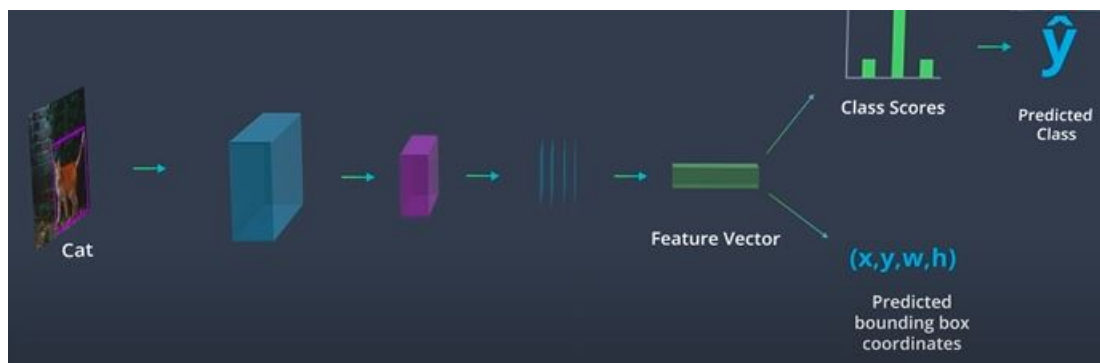 Cat
Feature Vector
Class Scores
ŷ
Predicted
Class
(x,y,w,h)
Predicted
bounding box
coordinates